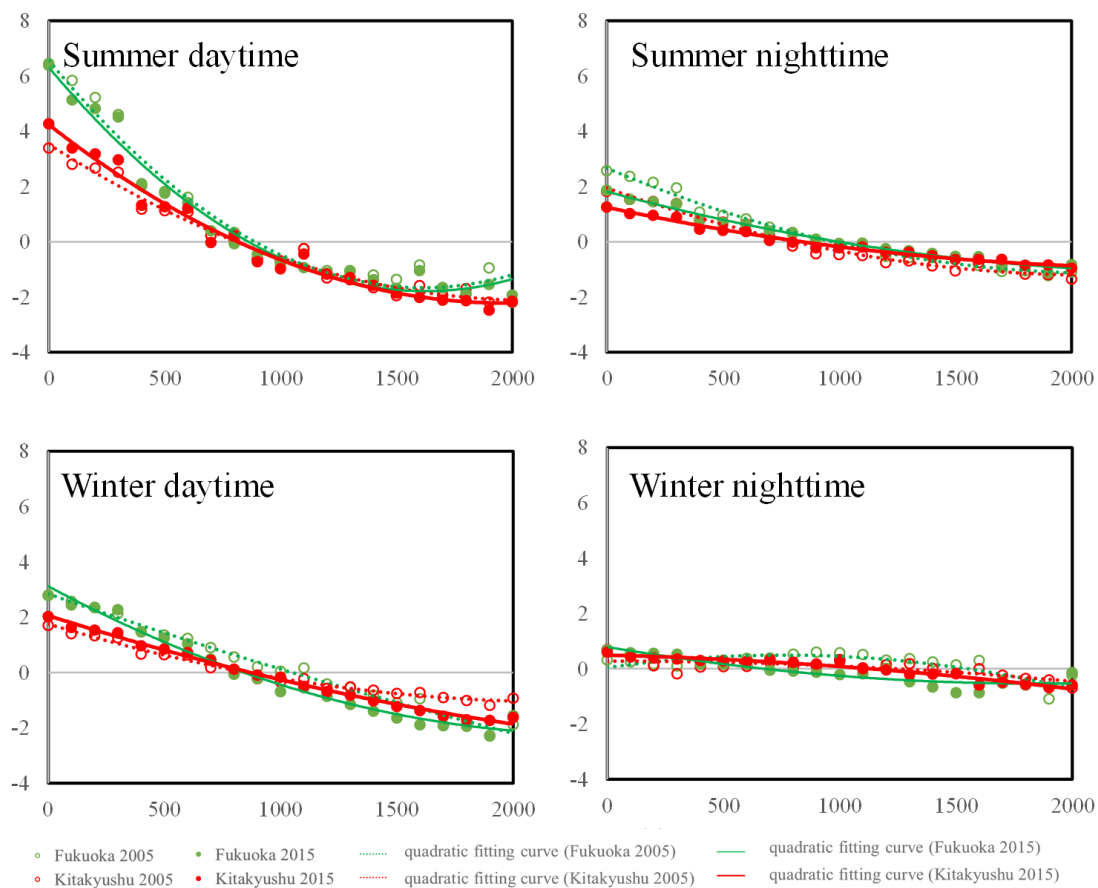 Summer daytime
8
6
4
2
0
-2
-4
0 500 1000 1500 2000
Summer nighttime
8
6
4
2
0
-2
-4
0 500 1000 1500 2000
Winter daytime
8
6
4
2
0
-2
-4
0 500 1000 1500 2000
Winter nighttime
8
6
4
2
0
-2
-4
0 500 1000 1500 2000
Fukuoka 2005 Fukuoka 2015 quadratic fitting curve (Fukuoka 2005) quadratic fitting curve (Fukuoka 2015)
Kitakyushu 2005 Kitakyushu 2015 quadratic fitting curve (Kitakyushu 2005) quadratic fitting curve (Kitakyushu 2015)